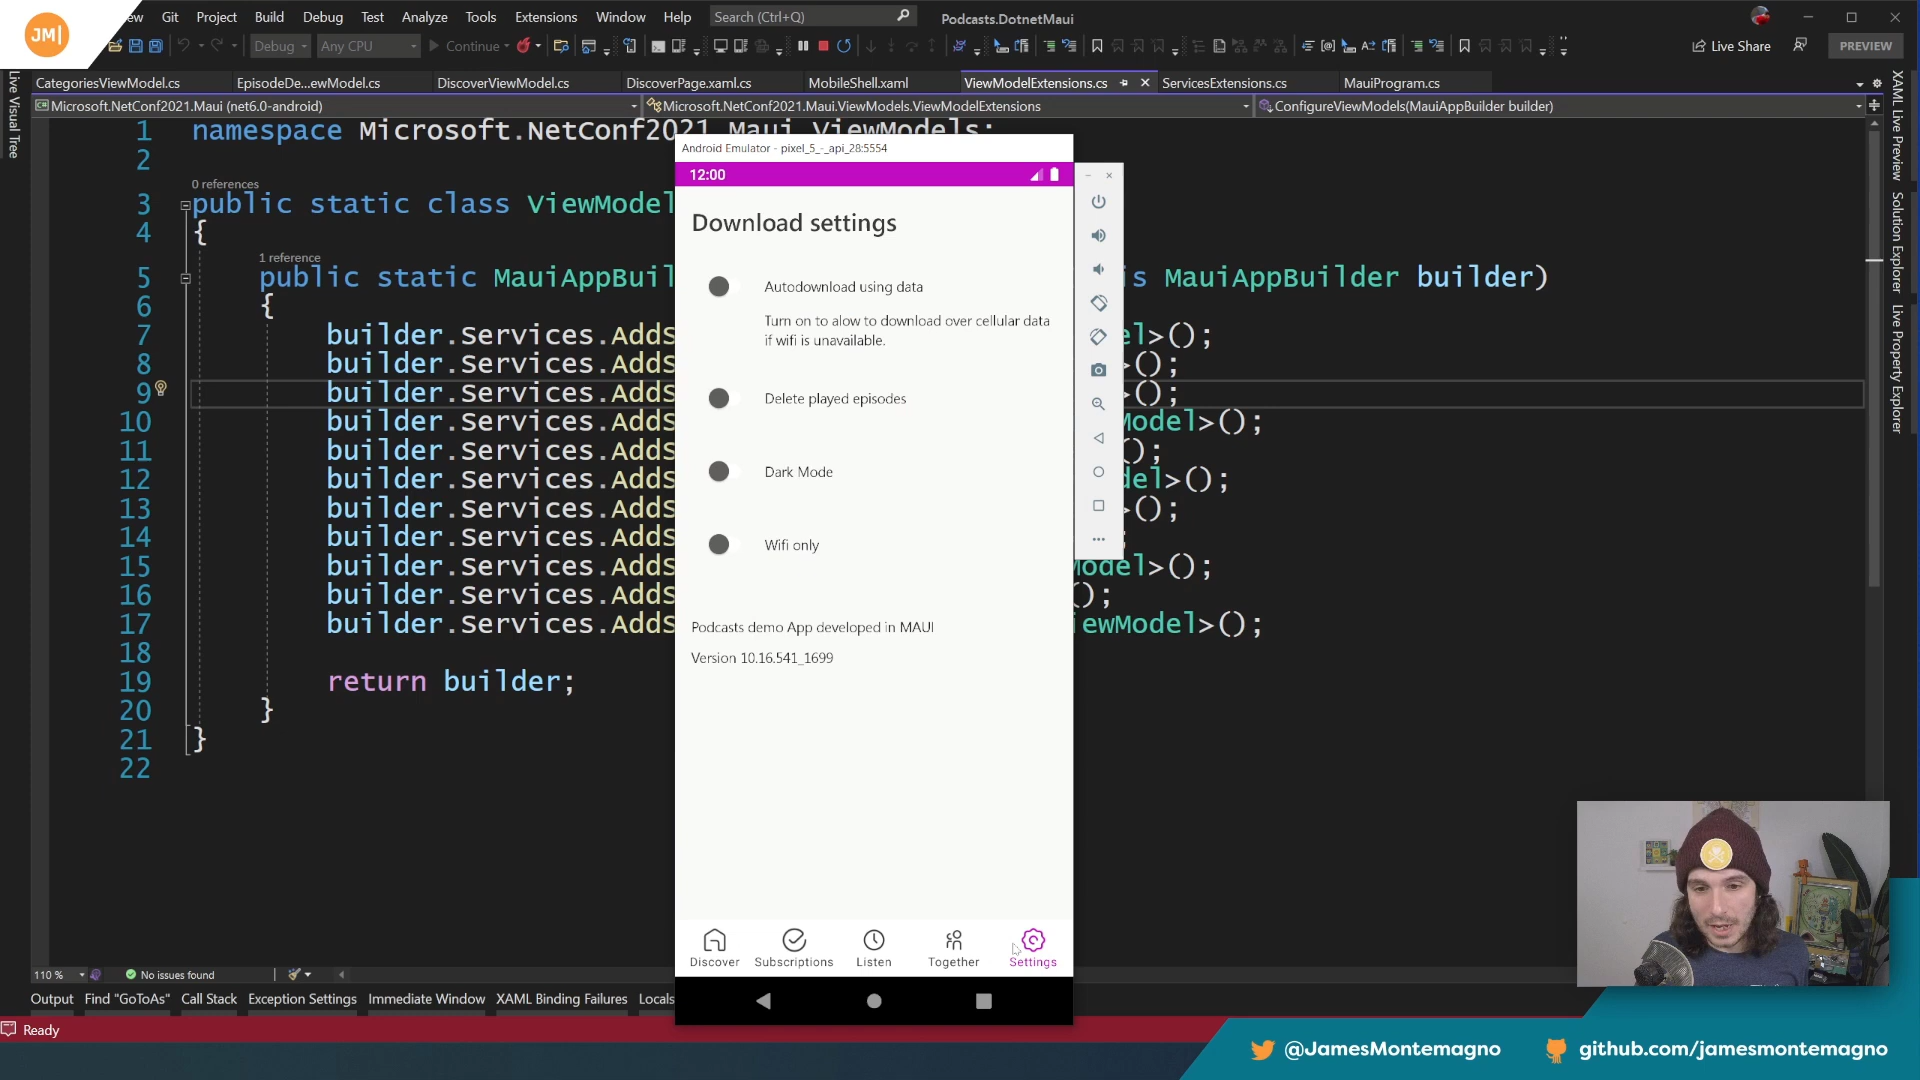 JM|
ew Git Project Build Debug Test Analyze Tools Extensions Window Help Search (Ctrl+Q) Podcasts.DotnetMaui
Debug Any CPU Continue Live Share PREVIEW
CategoriesViewModel.cs EpisodeDe...ewModel.cs DiscoverViewModel.cs DiscoverPage.xaml.cs MobileShell.xaml ViewModelExtensions.cs ServicesExtensions.cs MauiProgram.cs
Microsoft.NetConf2021.Maui (net6.0-android) Microsoft.NetConf2021.Maui.ViewModels.ViewModelExtensions ConfigureViewModels(MauiAppBuilder builder)
Live Visual Tree
XAML Live Preview
Solution Explorer
Live Property Explorer
1 namespace Microsoft.NetConf2021.Maui.ViewModels;
2
0 references
3 public static class ViewModel
4 {
1 reference
5 public static MauiAppBuil is MauiAppBuilder builder)
6 {
7 builder.Services.AddS el>();
8 builder.Services.AddS >();
9 builder.Services.AddS >();
10 builder.Services.AddS Model>();
11 builder.Services.AddS ();
12 builder.Services.AddS del>();
13 builder.Services.AddS >();
14 builder.Services.AddS ;
15 builder.Services.AddS Model>();
16 builder.Services.AddS ();
17 builder.Services.AddS iewModel>();
18
19 return builder;
20 }
21 }
22
Android Emulator - pixel_5_-_api_28:5554
12:00
Download settings
Autodownload using data
Turn on to alow to download over cellular data
if wifi is unavailable.
Delete played episodes
Dark Mode
Wifi only
Podcasts demo App developed in MAUI
Version 10.16.541_1699
Discover Subscriptions Listen Together Settings
110 % No issues found
Output Find "GoToAs" Call Stack Exception Settings Immediate Window XAML Binding Failures Locals
Ready
@JamesMontemagno github.com/jamesmontemagno